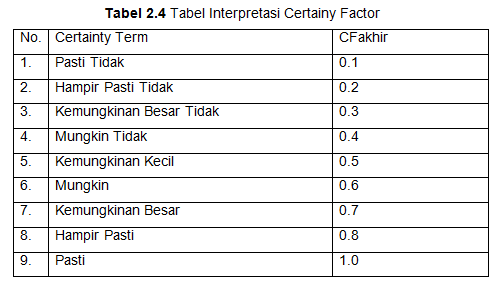 Tabel 2.4 Tabel Interpretasi Certainy Factor
No. Certainty Term CFakhir
1. Pasti Tidak 0.1
2. Hampir Pasti Tidak 0.2
3. Kemungkinan Besar Tidak 0.3
4. Mungkin Tidak 0.4
5. Kemungkinan Kecil 0.5
6. Mungkin 0.6
7. Kemungkinan Besar 0.7
8. Hampir Pasti 0.8
9. Pasti 1.0